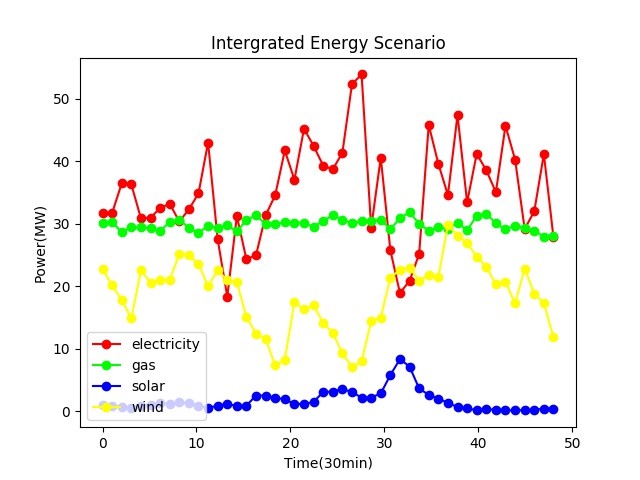 Intergrated Energy Scenario
Power(MW)
50
40
30
20
10
0
electricity
gas
solar
wind
0 10 20 30 40 50
Time(30min)